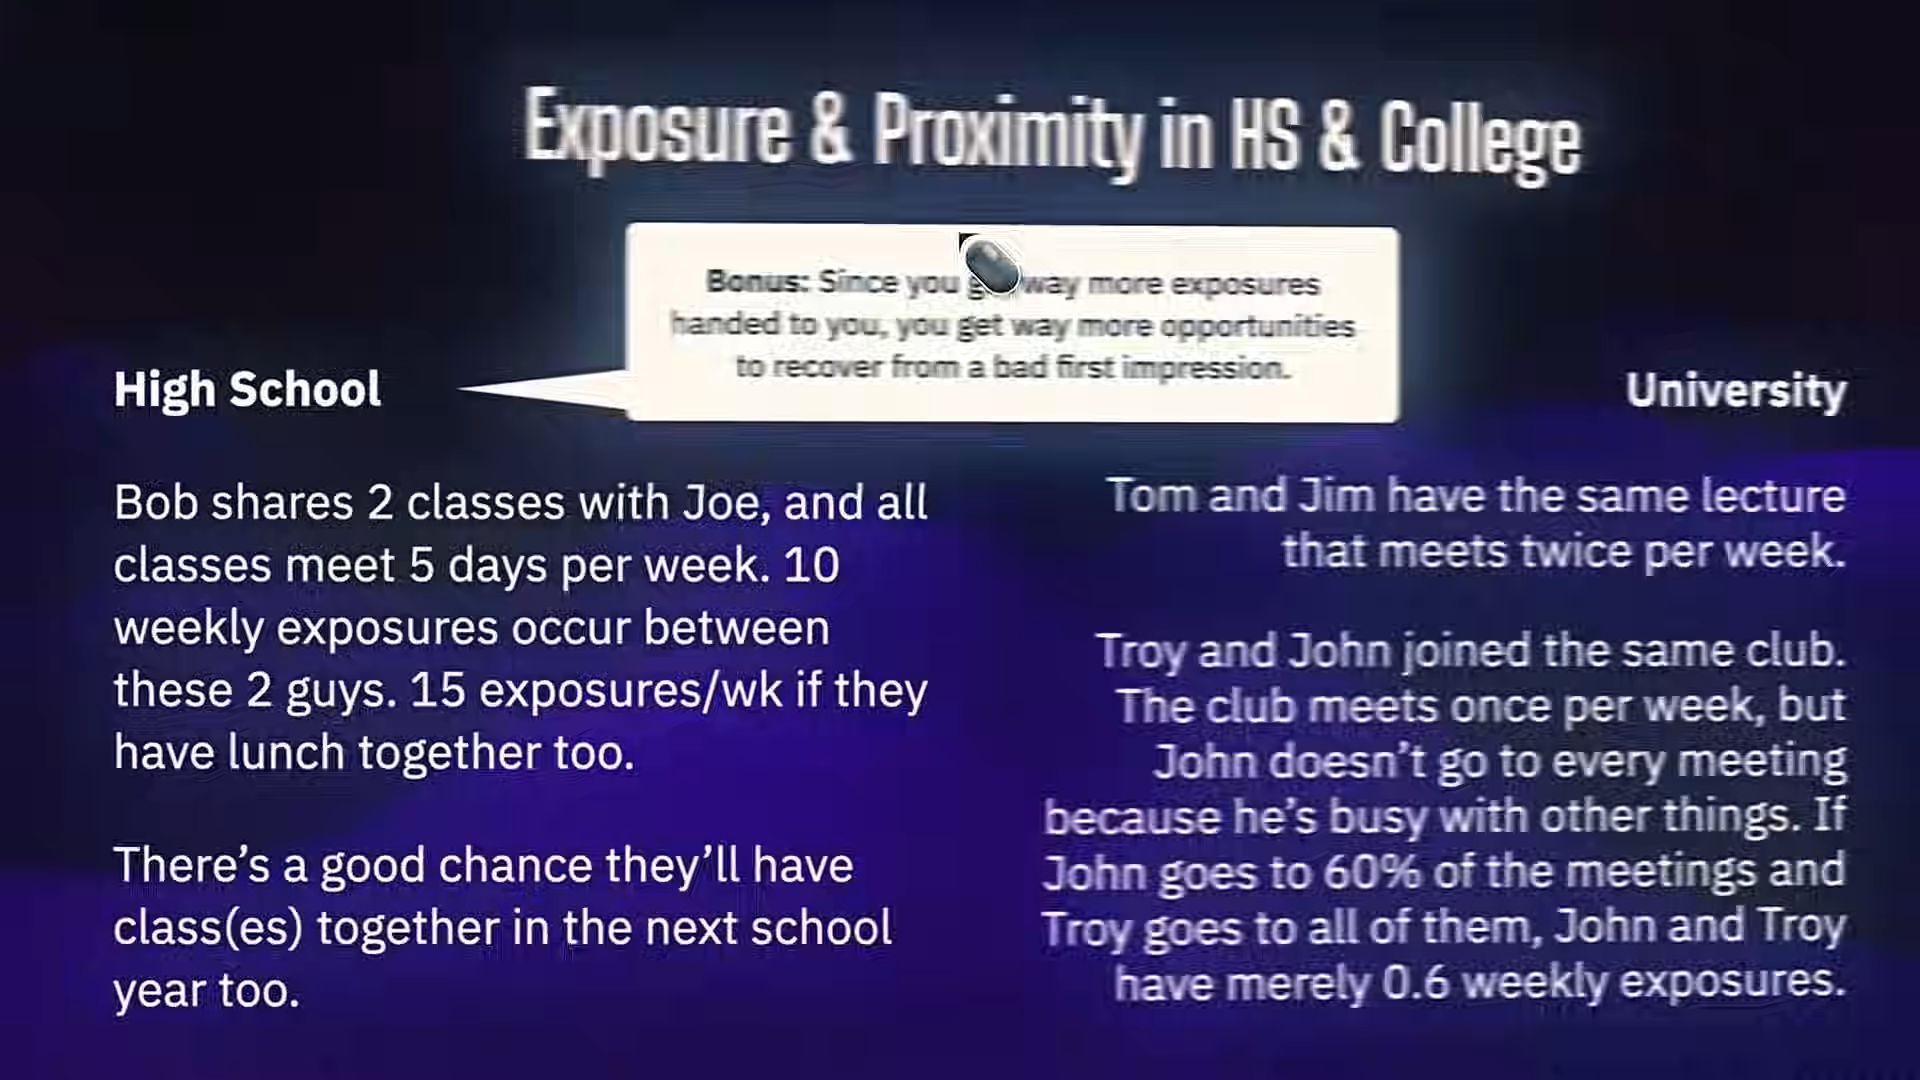 Exposure & Proximity in HS & College
Bonus: Since you way more exposures
handed to you, you get way more opportunities
to recover from a bad first impression.
High School
Bob shares 2 classes with Joe, and all
classes meet 5 days per week. 10
weekly exposures occur between
these 2 guys. 15 exposures/wk if they
have lunch together too.
There’s a good chance they’ll have
class(es) together in the next school
year too.
University
Tom and Jim have the same lecture
that meets twice per week.
Troy and John joined the same club.
The club meets once per week, but
John doesn’t go to every meeting
because he’s busy with other things. If
John goes to 60% of the meetings and
Troy goes to all of them, John and Troy
have merely 0.6 weekly exposures.